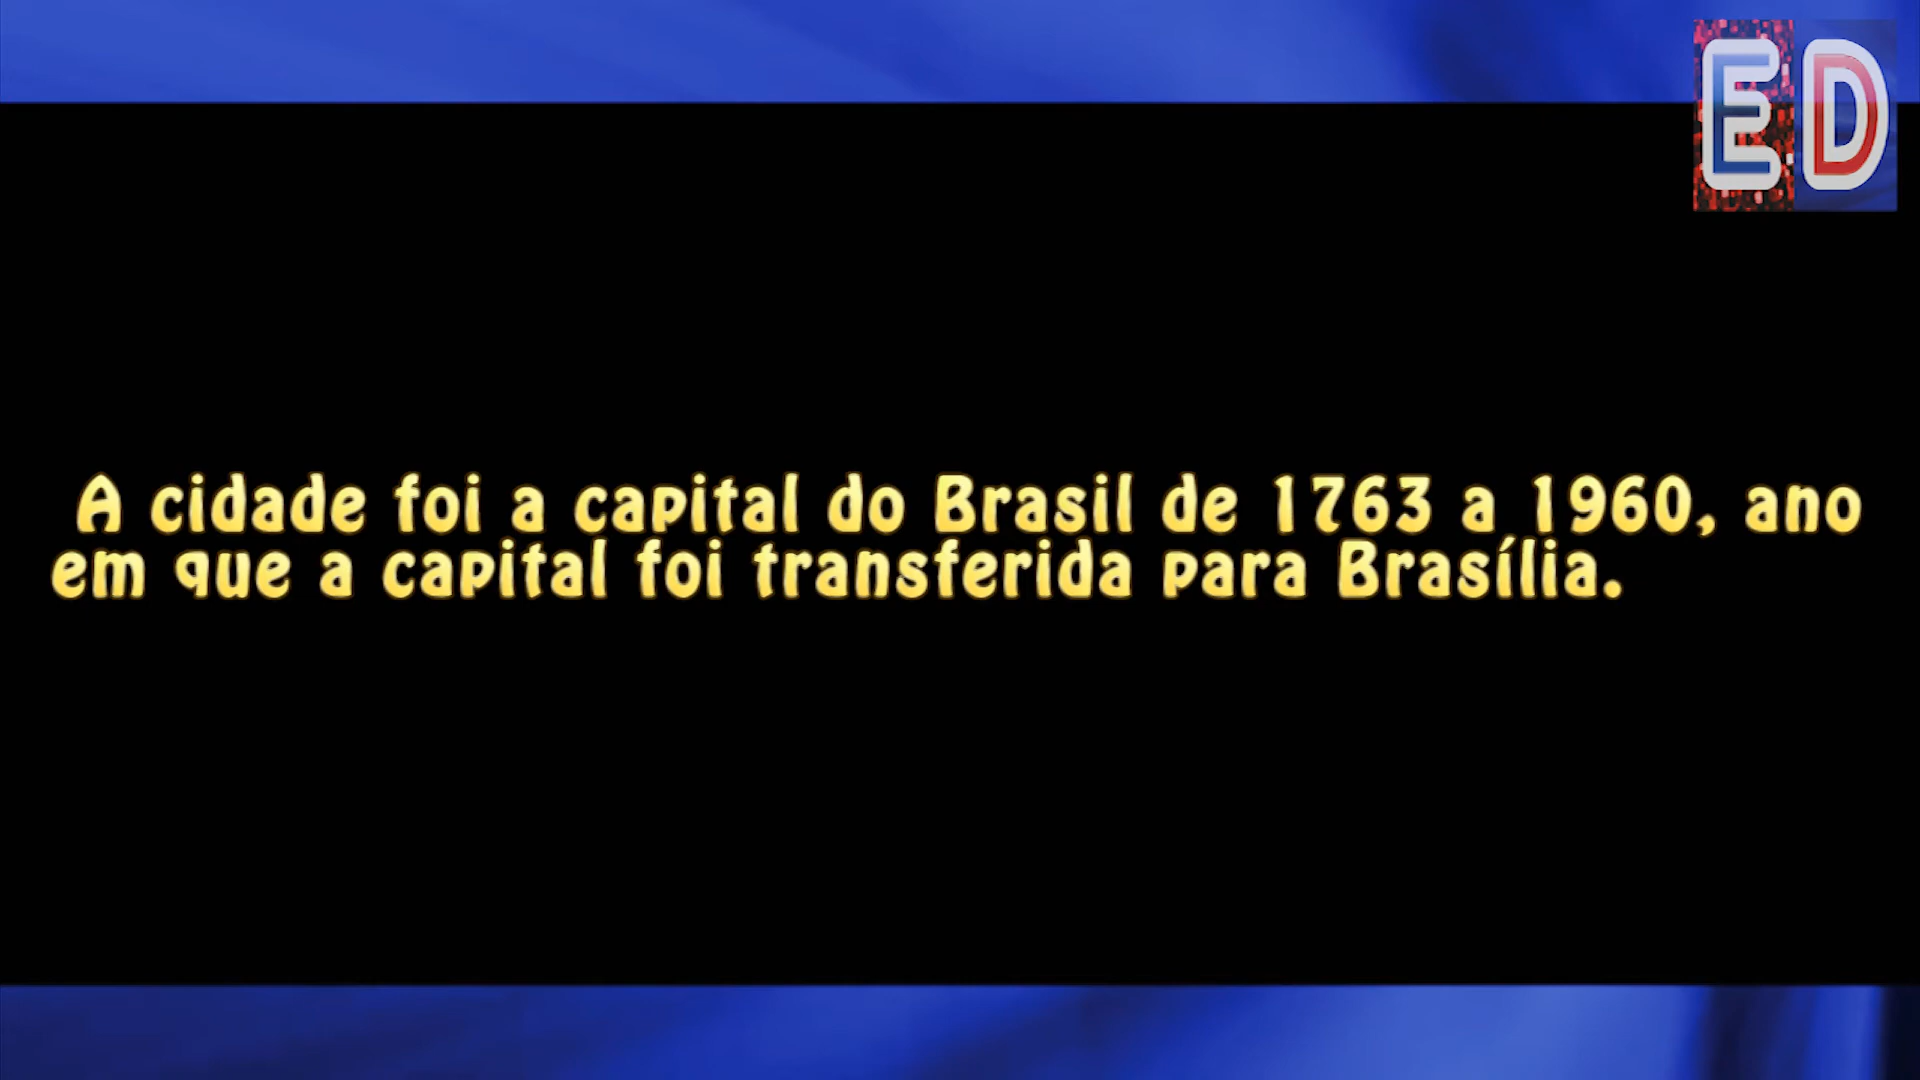 ED
A cidade foi a capital do Brasil de 1763 a 1960, ano
em que a capital foi transferida para Brasília.